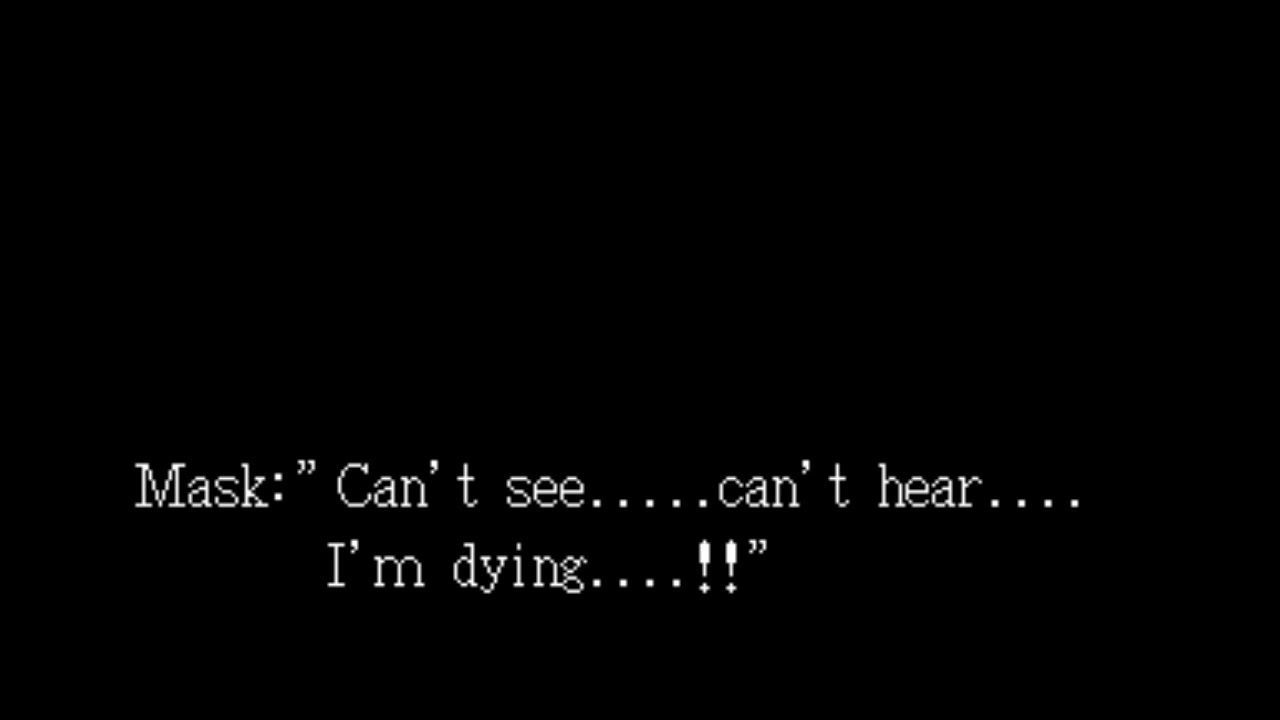 Mask:” Can't see.....can't hear....
I'm dying....!!”